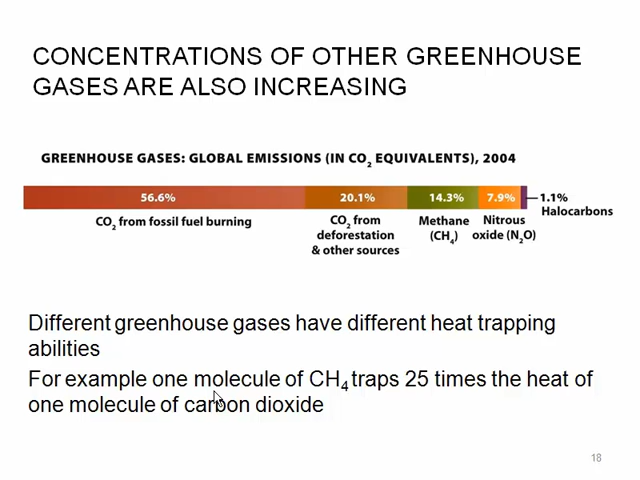 CONCENTRATIONS OF OTHER GREENHOUSE
GASES ARE ALSO INCREASING
GREENHOUSE GASES: GLOBAL EMISSIONS (IN CO₂ EQUIVALENTS), 2004
56.6%
20.1%
14.3%
7.9%
1.1%
Halocarbons
CO₂ from fossil fuel burning
CO₂ from
deforestation
& other sources
Methane
(CH₄)
Nitrous
oxide (N₂O)
Different greenhouse gases have different heat trapping
abilities
For example one molecule of CH₄ traps 25 times the heat of
one molecule of carbon dioxide
18